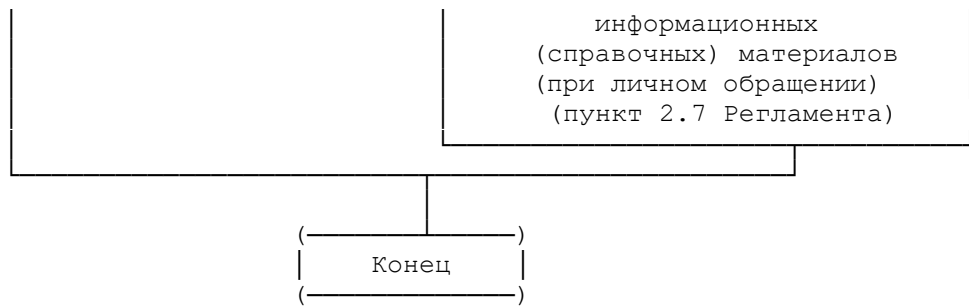 информационных
(справочных) материалов
(при личном обращении)
(пункт 2.7 Регламента)
Конец